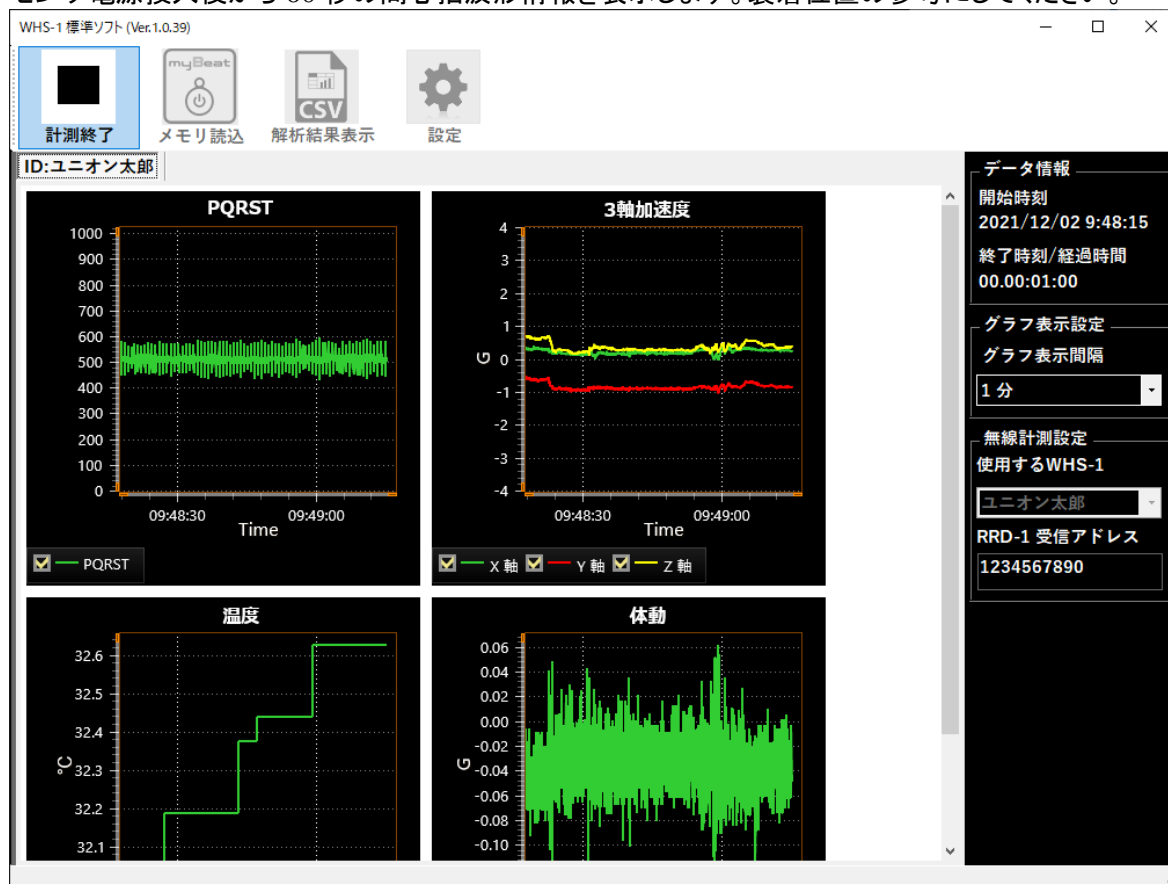 WHS-1 標準ソフト (Ver.1.0.39)
myBeat
CSV
計測終了 メモリ読込 解析結果表示 設定
ID:ユニオン太郎
PQRST
1000
900
800
700
600
500
400
300
200
100
0
09:48:30 09:49:00
Time
PQRST
3軸加速度
G
4
3
2
1
0
-1
-2
-3
-4
09:48:30 09:49:00
Time
X 軸 Y 軸 Z 軸
温度
°C
32.6
32.5
32.4
32.3
32.2
32.1
体動
G
0.06
0.04
0.02
0.00
-0.02
-0.04
-0.06
-0.08
-0.10
データ情報
開始時刻
2021/12/02 9:48:15
終了時刻/経過時間
00.00:01:00
グラフ表示設定
グラフ表示間隔
1 分
無線計測設定
使用するWHS-1
ユニオン太郎
RRD-1 受信アドレス
1234567890